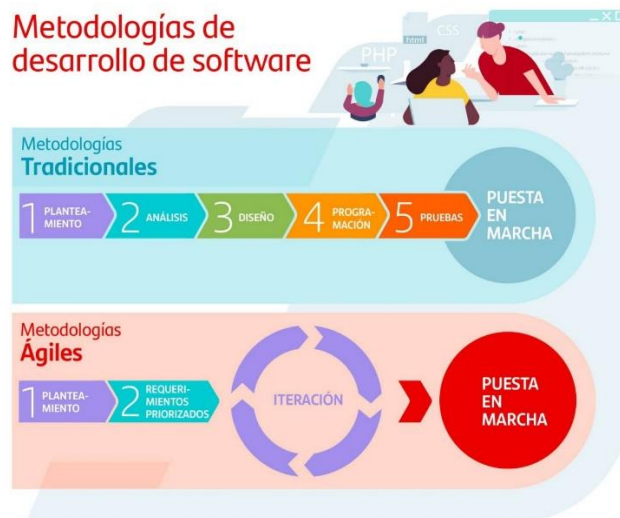 Metodologías de
desarrollo de software
PHP
html
CSS
Metodologías
Tradicionales
1 PLANTEA-
MIENTO
2 ANÁLISIS
3 DISEÑO
4 PROGRA-
MACIÓN
5 PRUEBAS
PUESTA
EN
MARCHA
Metodologías
Ágiles
1 PLANTEA-
MIENTO
2 REQUERI-
MIENTOS
PRIORIZADOS
ITERACIÓN
PUESTA
EN
MARCHA